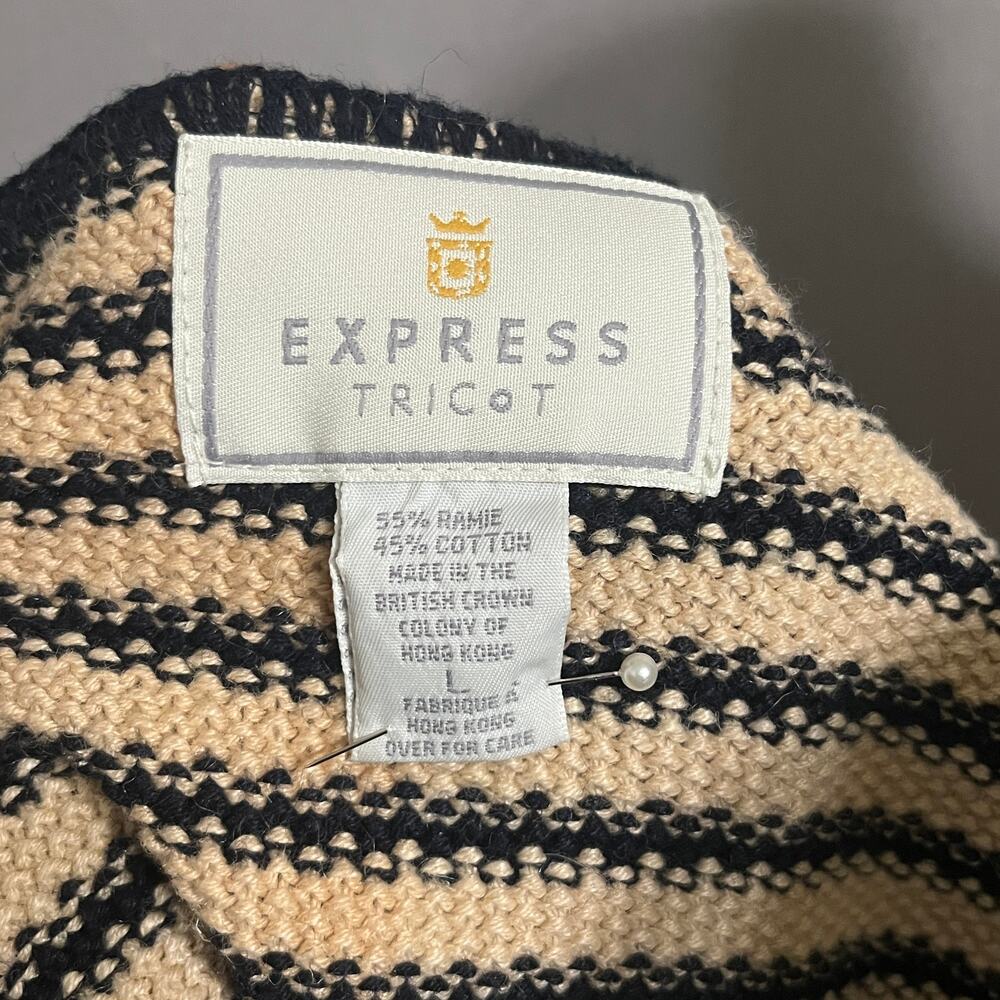 EXPRESS
TRICOT
55% RAMIE
45% COTTON
MADE IN THE
BRITISH CROWN
COLONY OF
HONG KONG
L
FABRIQUE À
HONG KONG
OVER FOR CARE